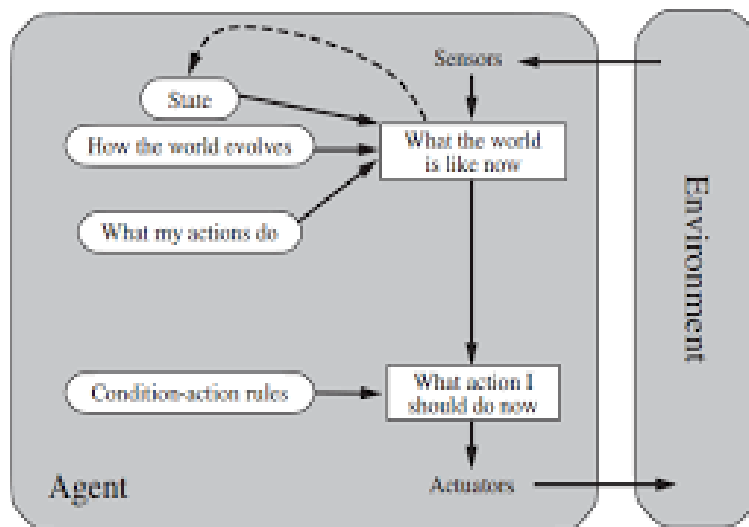 Sensors
State
What the world
is like now
How the world evolves
What my actions do
Environment
Condition-action rules
What action I
should do now
Agent
Actuators